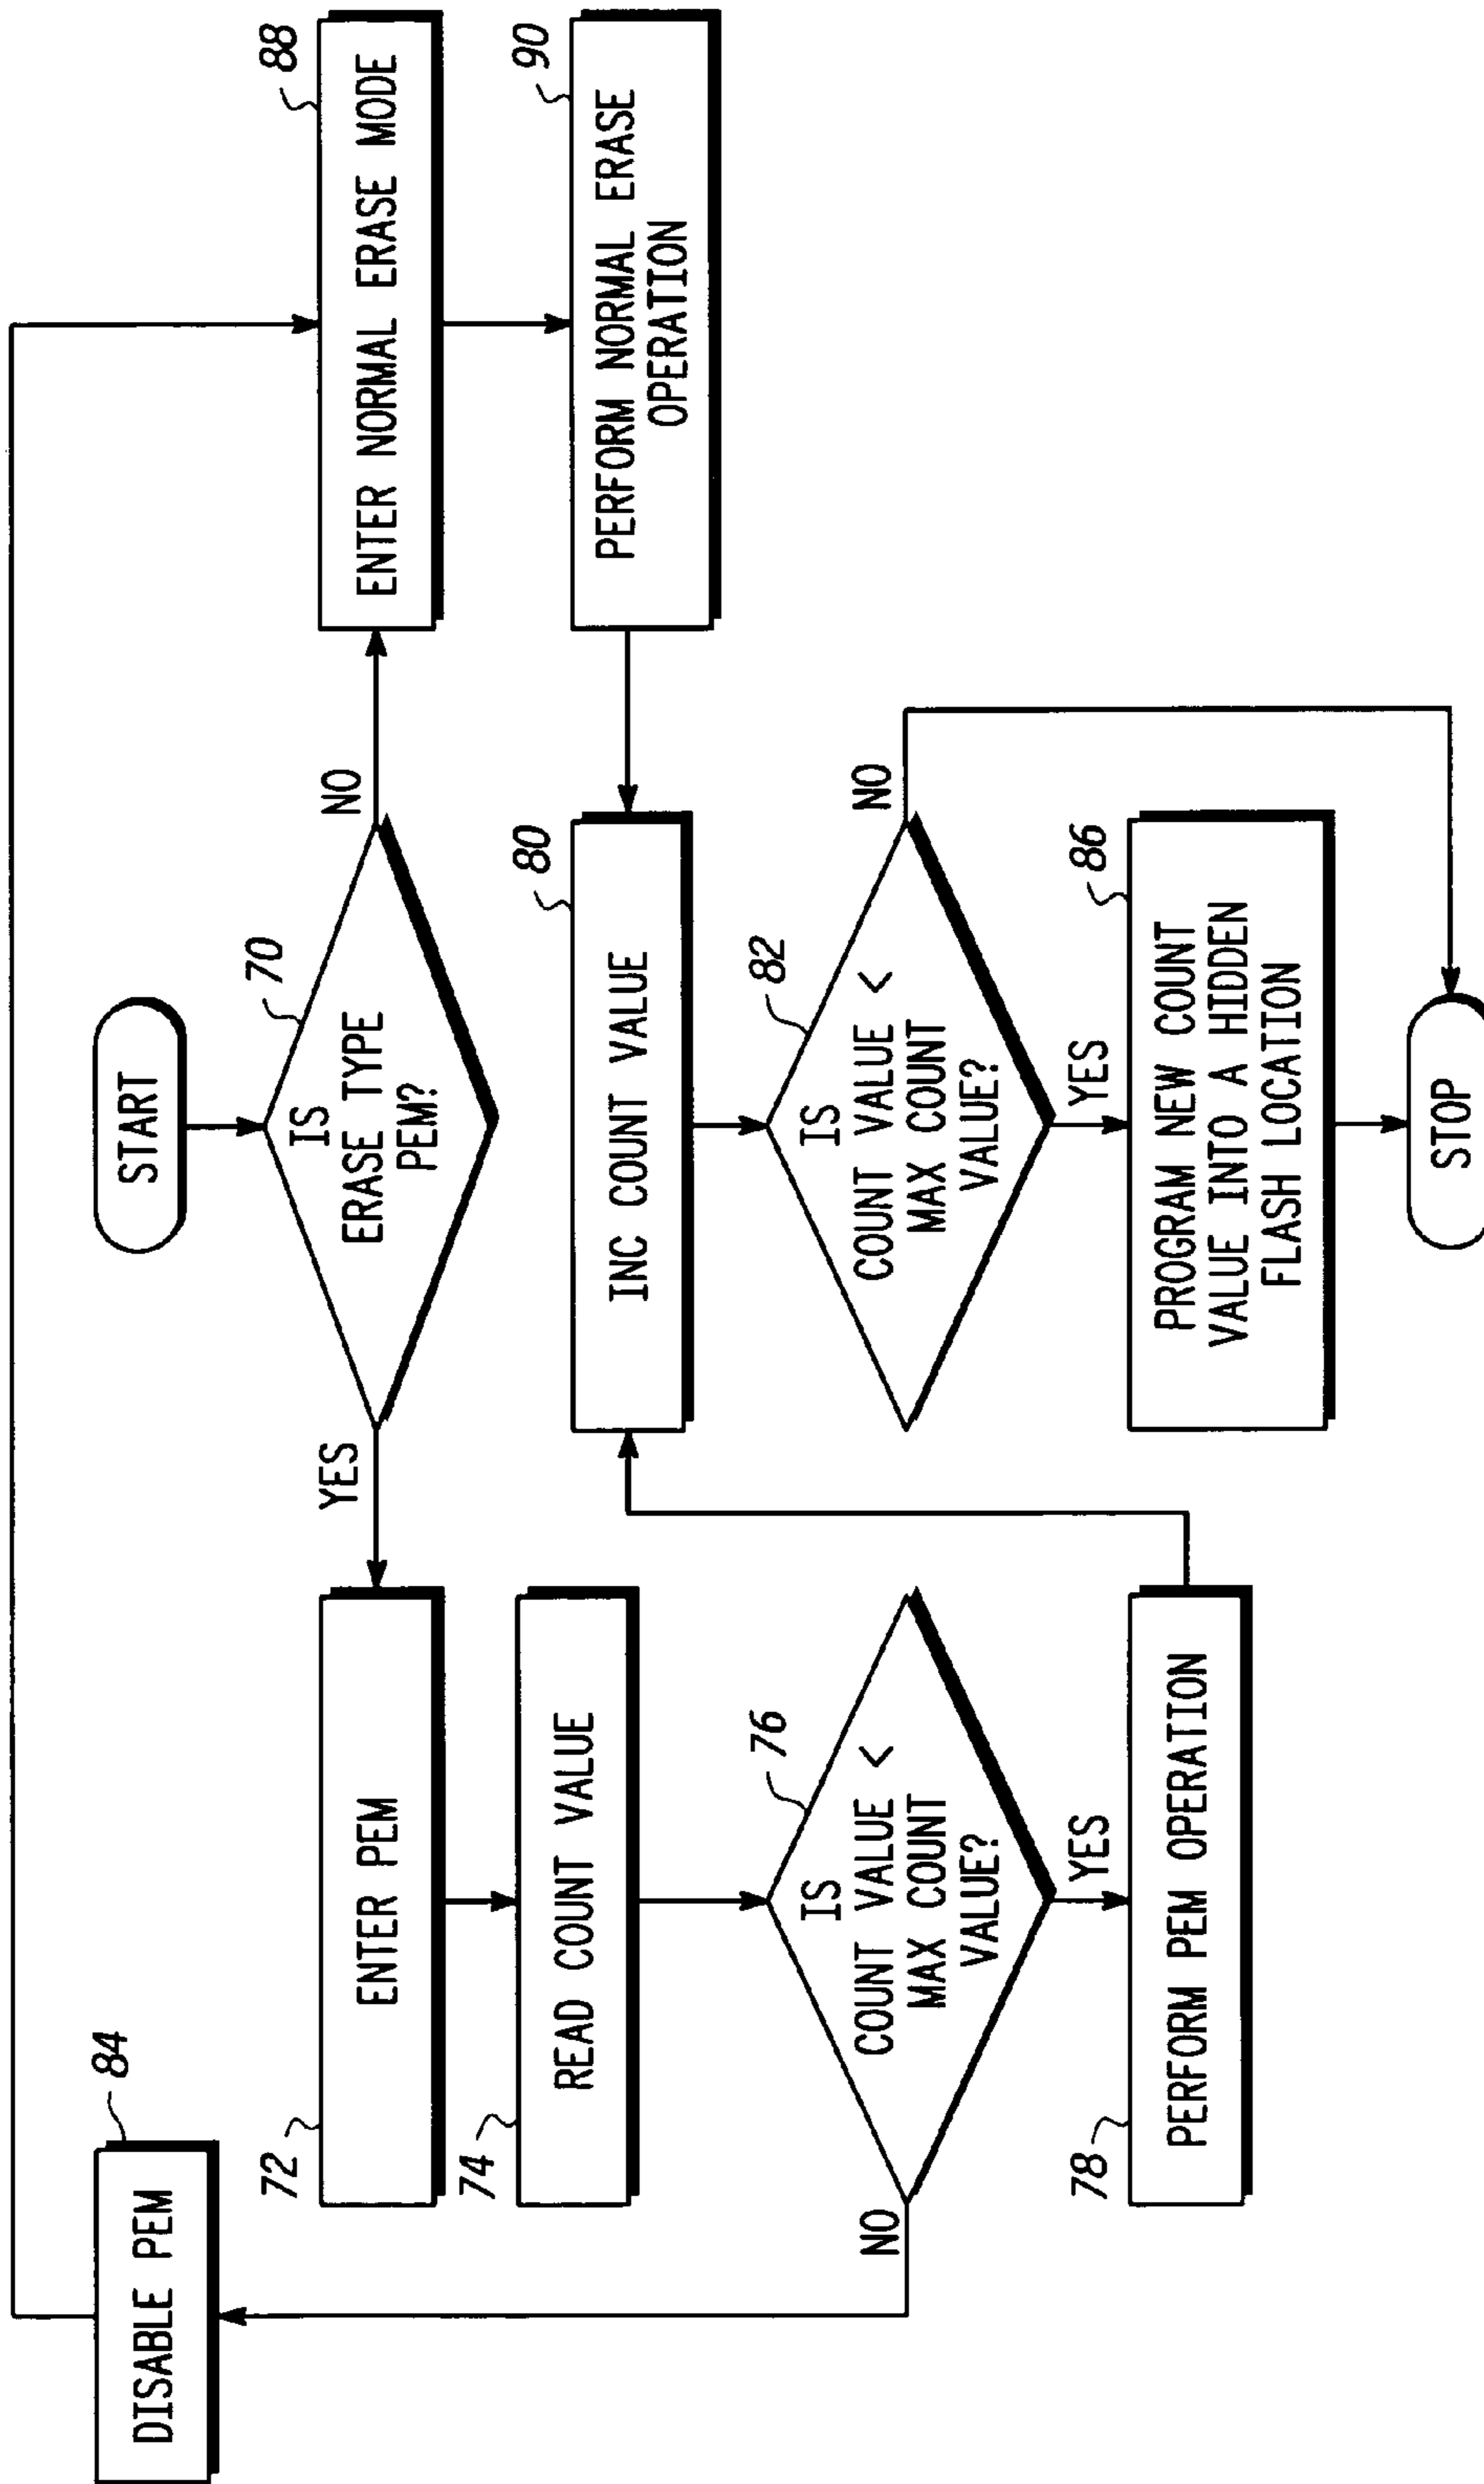 START
70
IS
ERASE TYPE
PEM?
YES
NO
84
DISABLE PEM
72
ENTER PEM
74
READ COUNT VALUE
76
IS
COUNT VALUE <
MAX COUNT
VALUE?
NO
YES
78
PERFORM PEM OPERATION
88
ENTER NORMAL ERASE MODE
90
PERFORM NORMAL ERASE
OPERATION
80
INC COUNT VALUE
82
IS
COUNT VALUE <
MAX COUNT
VALUE?
NO
YES
86
PROGRAM NEW COUNT
VALUE INTO A HIDDEN
FLASH LOCATION
STOP